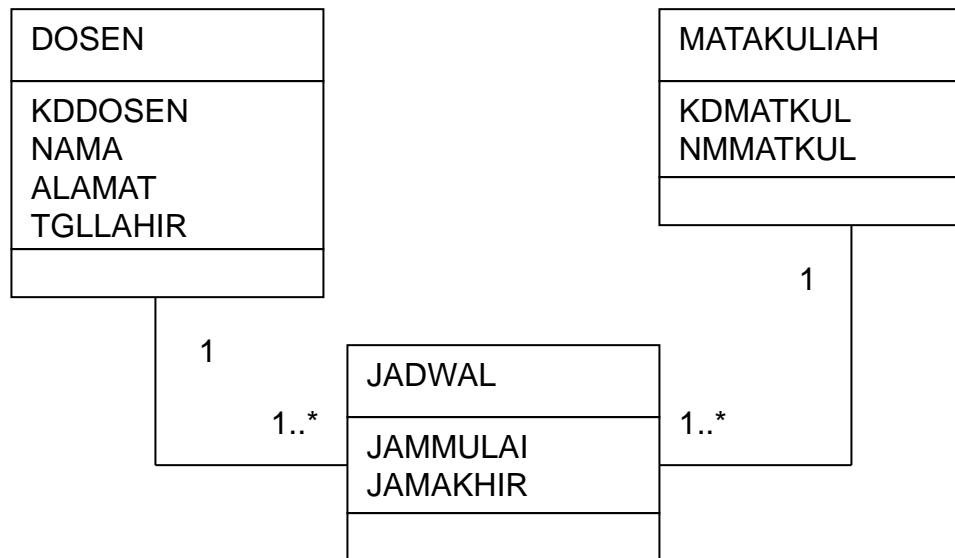 DOSEN
KDDOSEN
NAMA
ALAMAT
TGLLAHIR
MATAKULIAH
KDMATKUL
NMMATKUL
1
1
1..*
1..*
JADWAL
JAMMULAI
JAMAKHIR